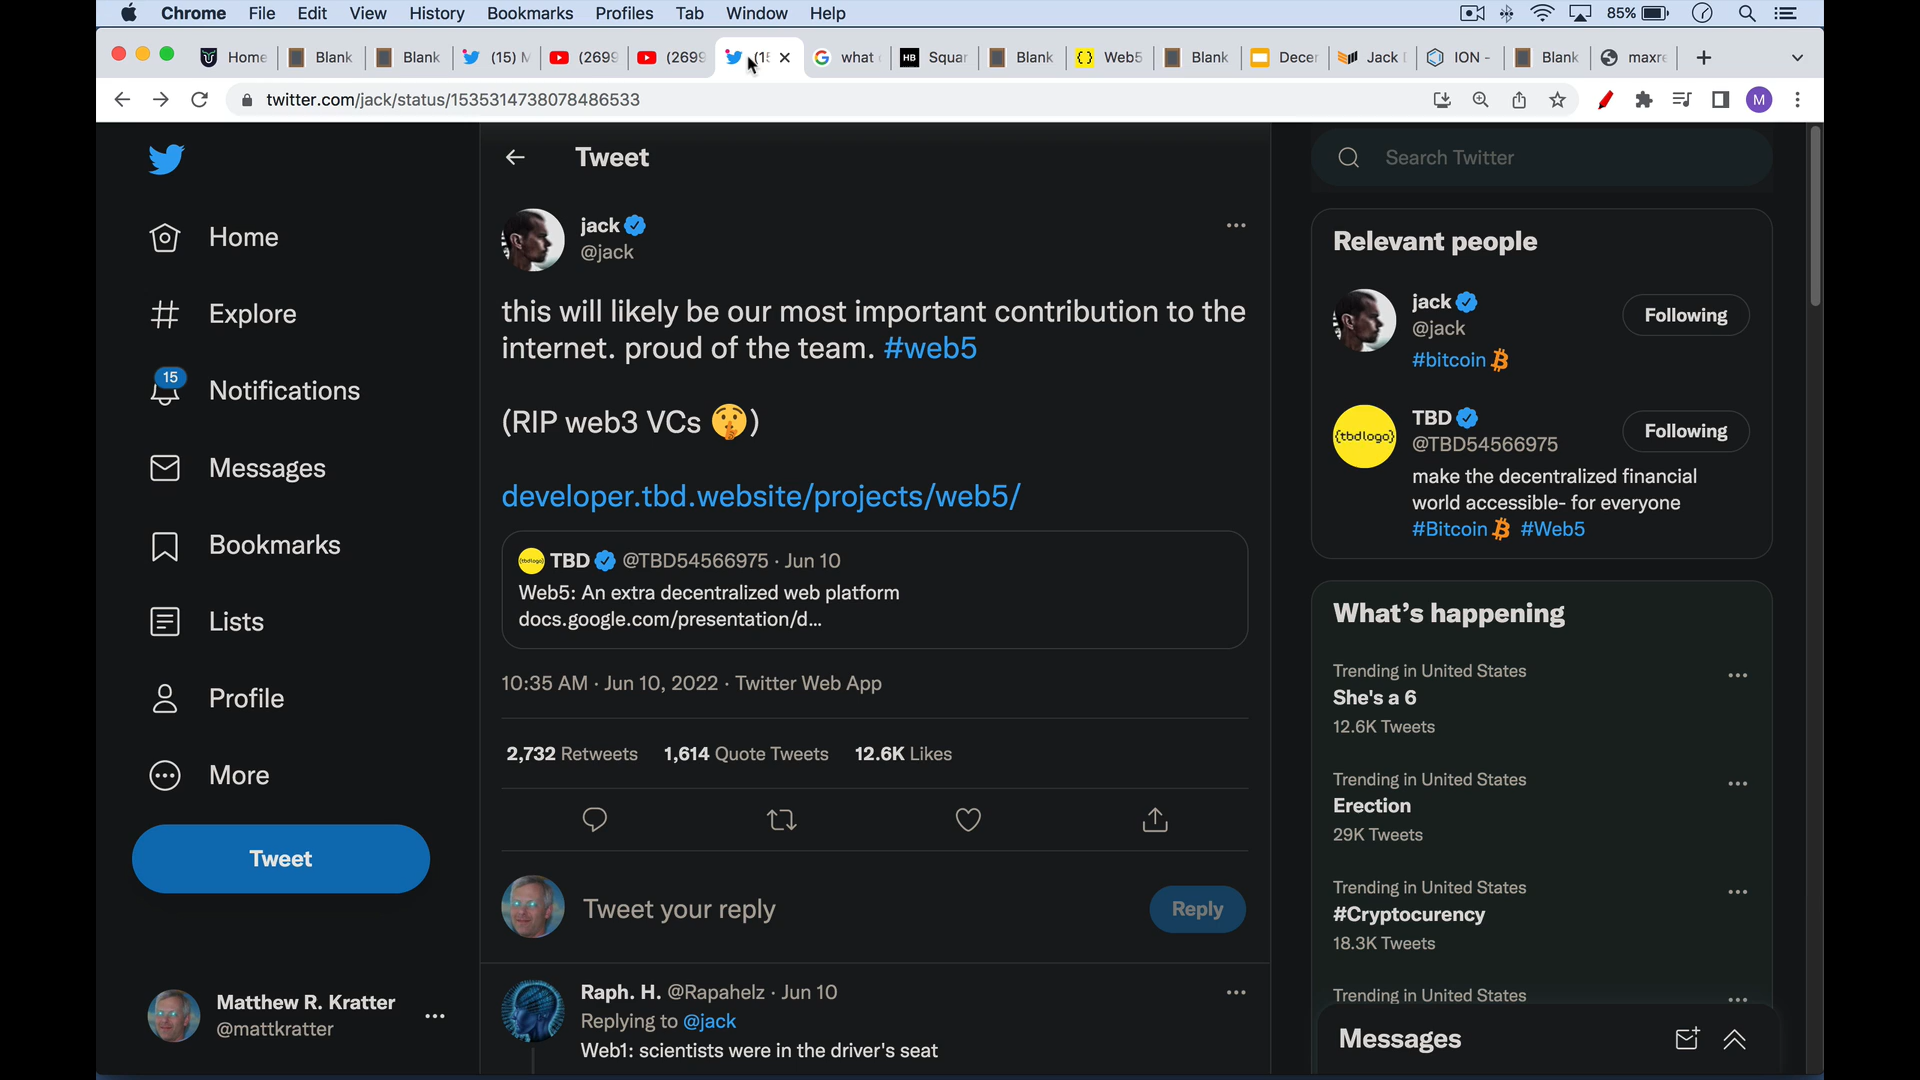 Chrome File Edit View History Bookmarks Profiles Tab Window Help 85%
Home Blank Blank (15) M (2699 (2699 (15 what HB Squar Blank Web5 Blank Decer Jack ION - Blank maxre
twitter.com/jack/status/1535314738078486533 M
Tweet
Search Twitter
Home
Explore
15
Notifications
Messages
Bookmarks
Lists
Profile
More
Tweet
Matthew R. Kratter
@mattkratter
jack
@jack
this will likely be our most important contribution to the
internet. proud of the team. #web5
(RIP web3 VCs 🤫)
developer.tbd.website/projects/web5/
{tbdlogo} TBD @TBD54566975 · Jun 10
Web5: An extra decentralized web platform
docs.google.com/presentation/d...
10:35 AM · Jun 10, 2022 · Twitter Web App
2,732 Retweets 1,614 Quote Tweets 12.6K Likes
Tweet your reply
Reply
Raph. H. @Rapahelz · Jun 10
Replying to @jack
Web1: scientists were in the driver's seat
Relevant people
jack
@jack
Following
#bitcoin
{tbdlogo}
TBD
@TBD54566975
Following
make the decentralized financial
world accessible- for everyone
#Bitcoin #Web5
What's happening
Trending in United States
She's a 6
12.6K Tweets
Trending in United States
Erection
29K Tweets
Trending in United States
#Cryptocurency
18.3K Tweets
Trending in United States
Messages